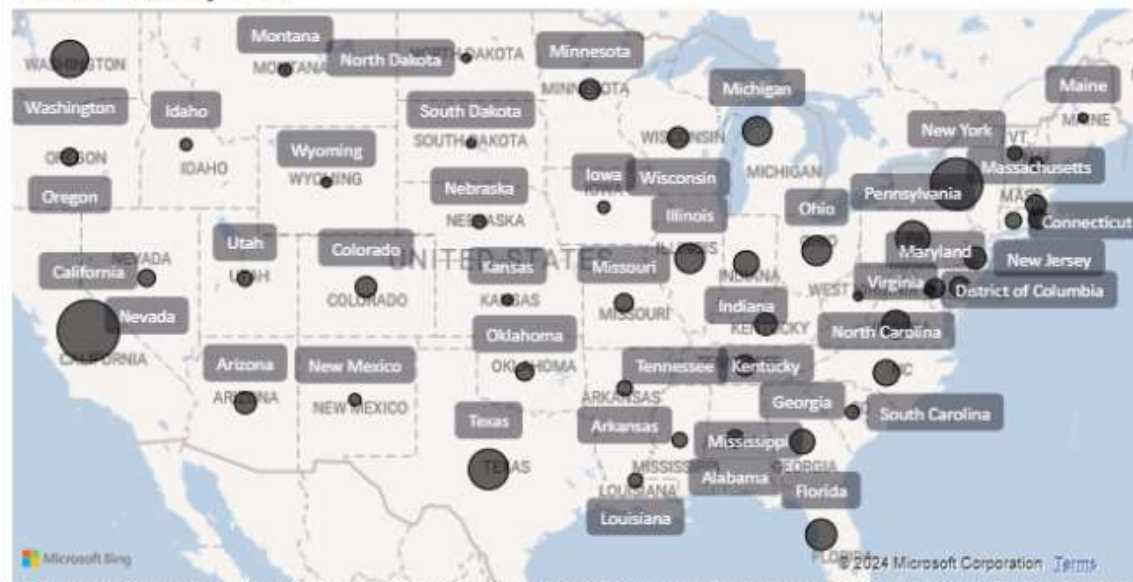 Montana
Minnesota
NORTH DAKOTA
North Dakota
WASHINGTON
MONTANA
MINNESOTA
Michigan
Maine
Washington
Idaho
South Dakota
MAINE
New York
VT
WISCONSIN
OREGON
IDAHO
Wyoming
SOUTH DAKOTA
MICHIGAN
Massachusetts
WYOMING
Iowa
Wisconsin
Oregon
Nebraska
Pennsylvania
MASS
NEBRASKA
Illinois
Ohio
Connecticut
Utah
Colorado
UNITED STATES
ILLINOIS
Maryland
New Jersey
California
NEVADA
UTAH
Kansas
Missouri
INDIANA
Virginia
District of Columbia
WEST
COLORADO
KANSAS
MISSOURI
Indiana
Nevada
KENTUCKY
North Carolina
Oklahoma
CALIFORNIA
Arizona
New Mexico
OKLAHOMA
Tennessee
Kentucky
NC
ARIZONA
NEW MEXICO
ARKANSAS
Georgia
South Carolina
Texas
Arkansas
Mississippi
TEXAS
MISSISSIPPI
GEORGIA
Alabama
LOUISIANA
Florida
Louisiana
FLORIDA
Microsoft Bing
© 2024 Microsoft Corporation Terms